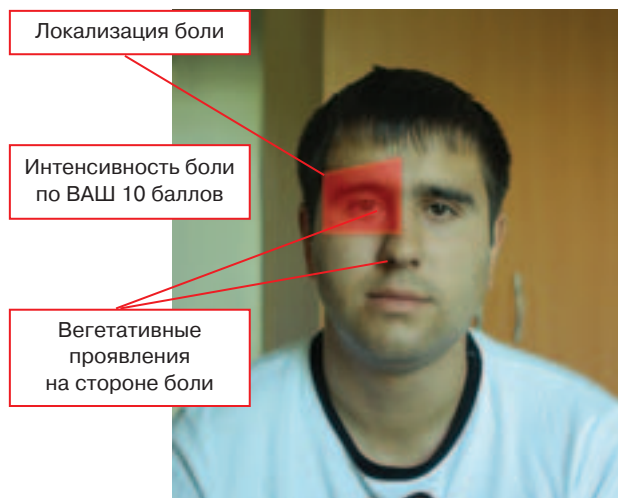 Локализация боли
Интенсивность боли
по ВАШ 10 баллов
Вегетативные
проявления
на стороне боли